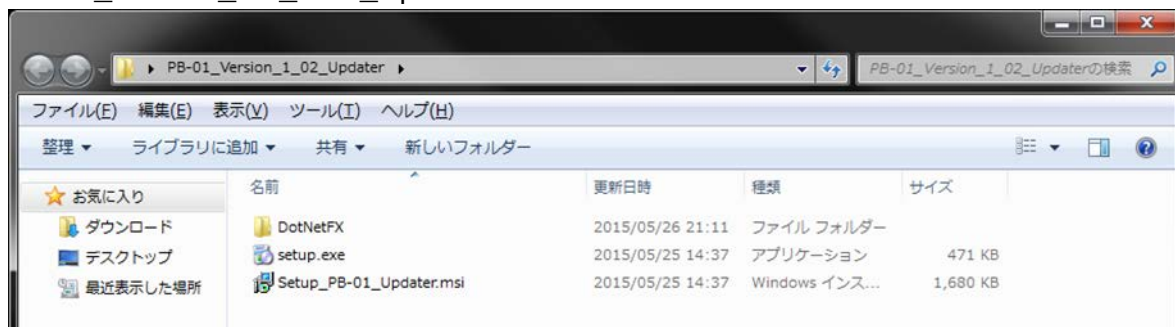 PB-01_Version_1_02_Updater
PB-01_Version_1_02_Updaterの検索
ファイル(F) 編集(E) 表示(V) ツール(T) ヘルプ(H)
整理 ライブラリに追加 共有 新しいフォルダー
お気に入り
ダウンロード
デスクトップ
最近表示した場所
名前 更新日時 種類 サイズ
DotNetFX 2015/05/26 21:11 ファイル フォルダー
setup.exe 2015/05/25 14:37 アプリケーション 471 KB
Setup_PB-01_Updater.msi 2015/05/25 14:37 Windows インス... 1,680 KB